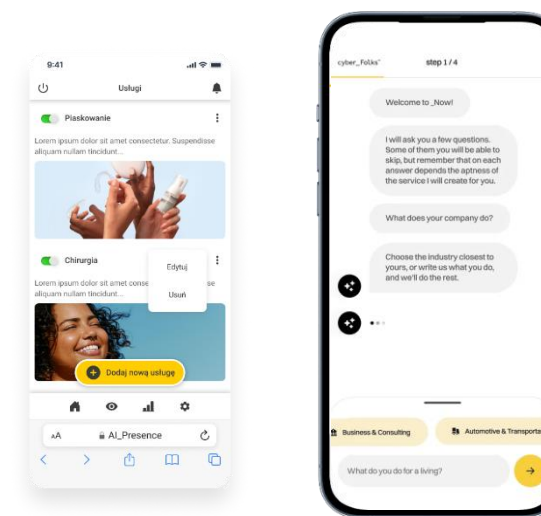 9:41
Usługi
Piaskowanie
Lorem ipsum dolor sit amet consectetur. Suspendisse
aliquam nullam tincidunt...
Chirurgia
Lorem ipsum dolor sit amet conse
se
aliquam nullam tincidunt...
Edytuj
Usuń
Dodaj nową usługę
AA
AI_Presence
cyber_Folks
step 1 / 4
Welcome to _Now!
I will ask you a few questions.
Some of them you will be able to
skip, but remember that on each
answer depends the aptness of
the service I will create for you.
What does your company do?
Choose the industry closest to
yours, or write us what you do,
and we'll do the rest.
Business & Consulting
Automotive & Transporta
What do you do for a living?